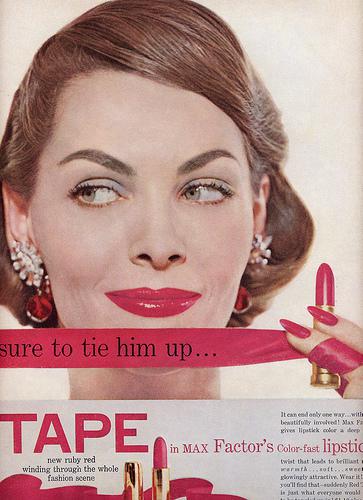 sure to tie him up...
TAPE
new ruby red
winding through the whole
fashion scene
in MAX Factor's Color-fast lipstic
It can end only one way...with
beautifully involved! Max Fa
gives lipstick color a deep
twist that leads to brilliant
warmth...soft...sweet
glowingly attractive. Wear
you'll find that—suddenly Red
is just what everyone